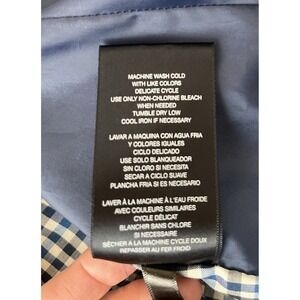 MACHINE WASH COLD
WITH LIKE COLORS
DELICATE CYCLE
USE ONLY NON-CHLORINE BLEACH
WHEN NEEDED
TUMBLE DRY LOW
COOL IRON IF NECESSARY
LAVAR A MAQUINA CON AGUA FRIA
Y COLORES IGUALES
CICLO DELICADO
USE SOLO BLANQUEADOR
SIN CLORO SI NECESITA
SECAR A CICLO SUAVE
PLANCHA FRIA SI ES NECESARIO
LAVER À LA MACHINE À L'EAU FROIDE
AVEC COULEURS SIMILAIRES
CYCLE DÉLICAT
BLANCHIR SANS CHLORE
SI NECESSAIRE
SÉCHER A LA MACHINE CYCLE DOUX
REPASSER AU FER FROID